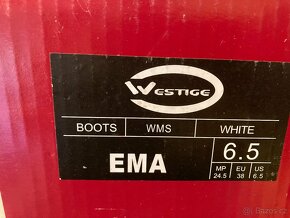 WESTIGE
BOOTS WMS WHITE
EMA 6.5
MP EU US
24.5 38 6.5